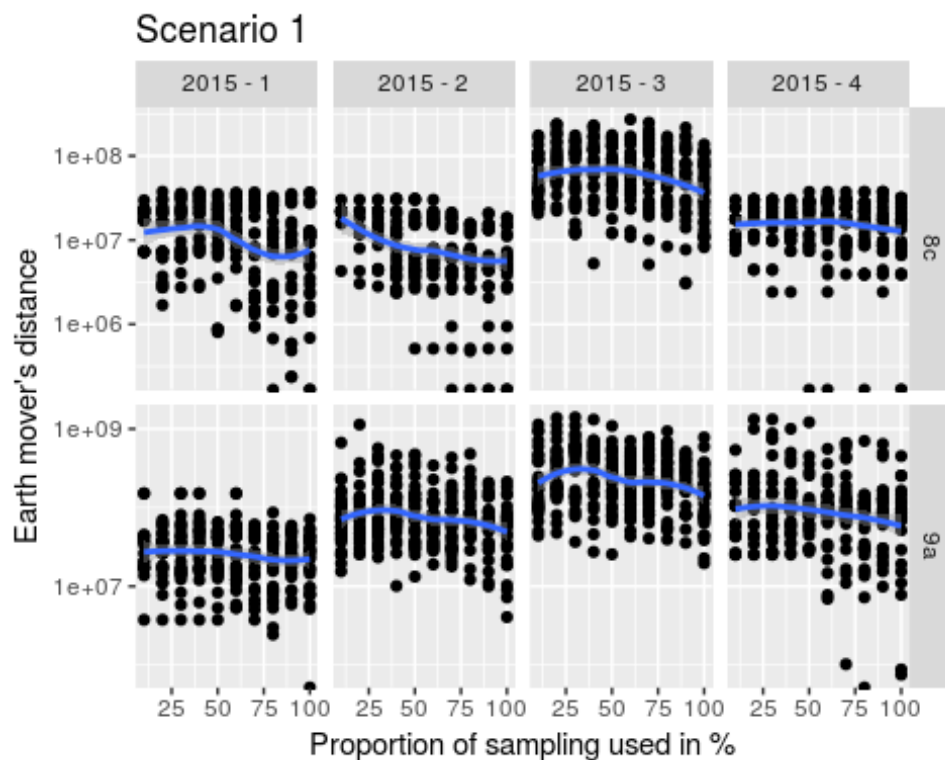 Scenario 1
2015 - 1 2015 - 2 2015 - 3 2015 - 4
1e+08
1e+07
1e+06
8c
1e+09
1e+07
9a
25 50 75 100 25 50 75 100 25 50 75 100 25 50 75 100
Earth mover's distance
Proportion of sampling used in %